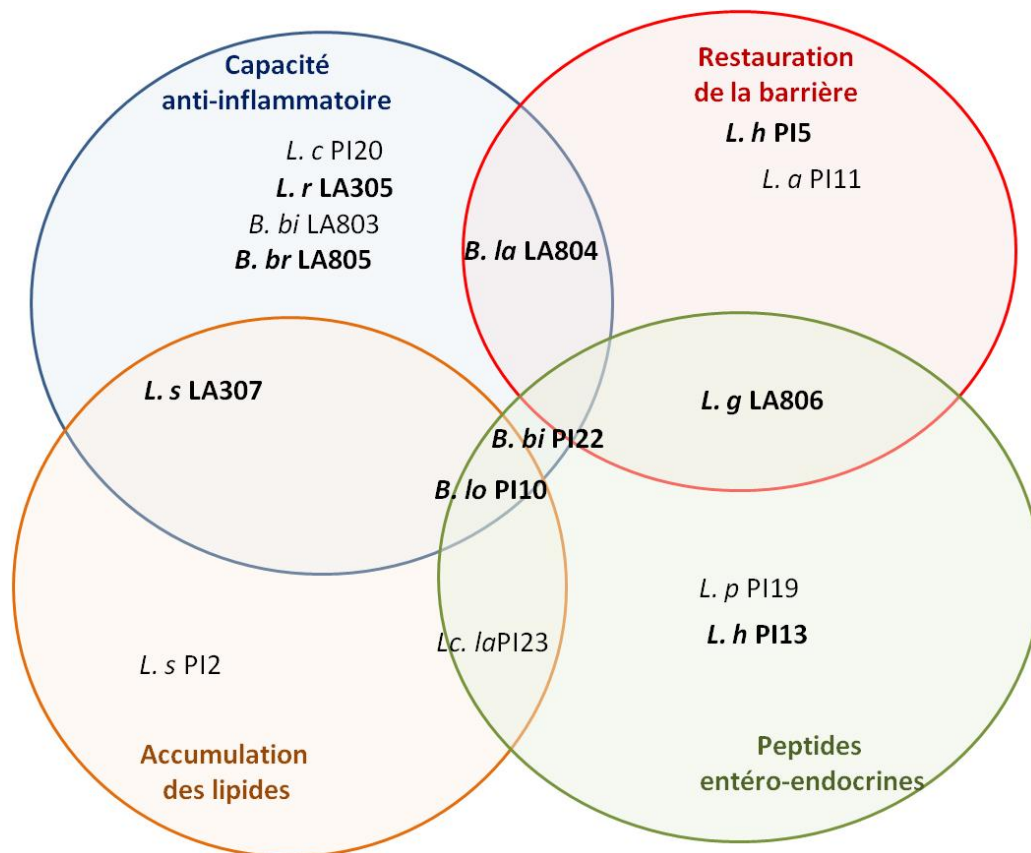 Capacité
anti-inflammatoire
L. c PI20
L. r LA305
B. bi LA803
B. br LA805
Restauration
de la barrière
L. h PI5
L. a PI11
B. la LA804
L. s LA307
L. g LA806
B. bi PI22
B. lo PI10
L. p PI19
L. h PI13
Lc. laPI23
L. s PI2
Accumulation
des lipides
Peptides
entéro-endocrines